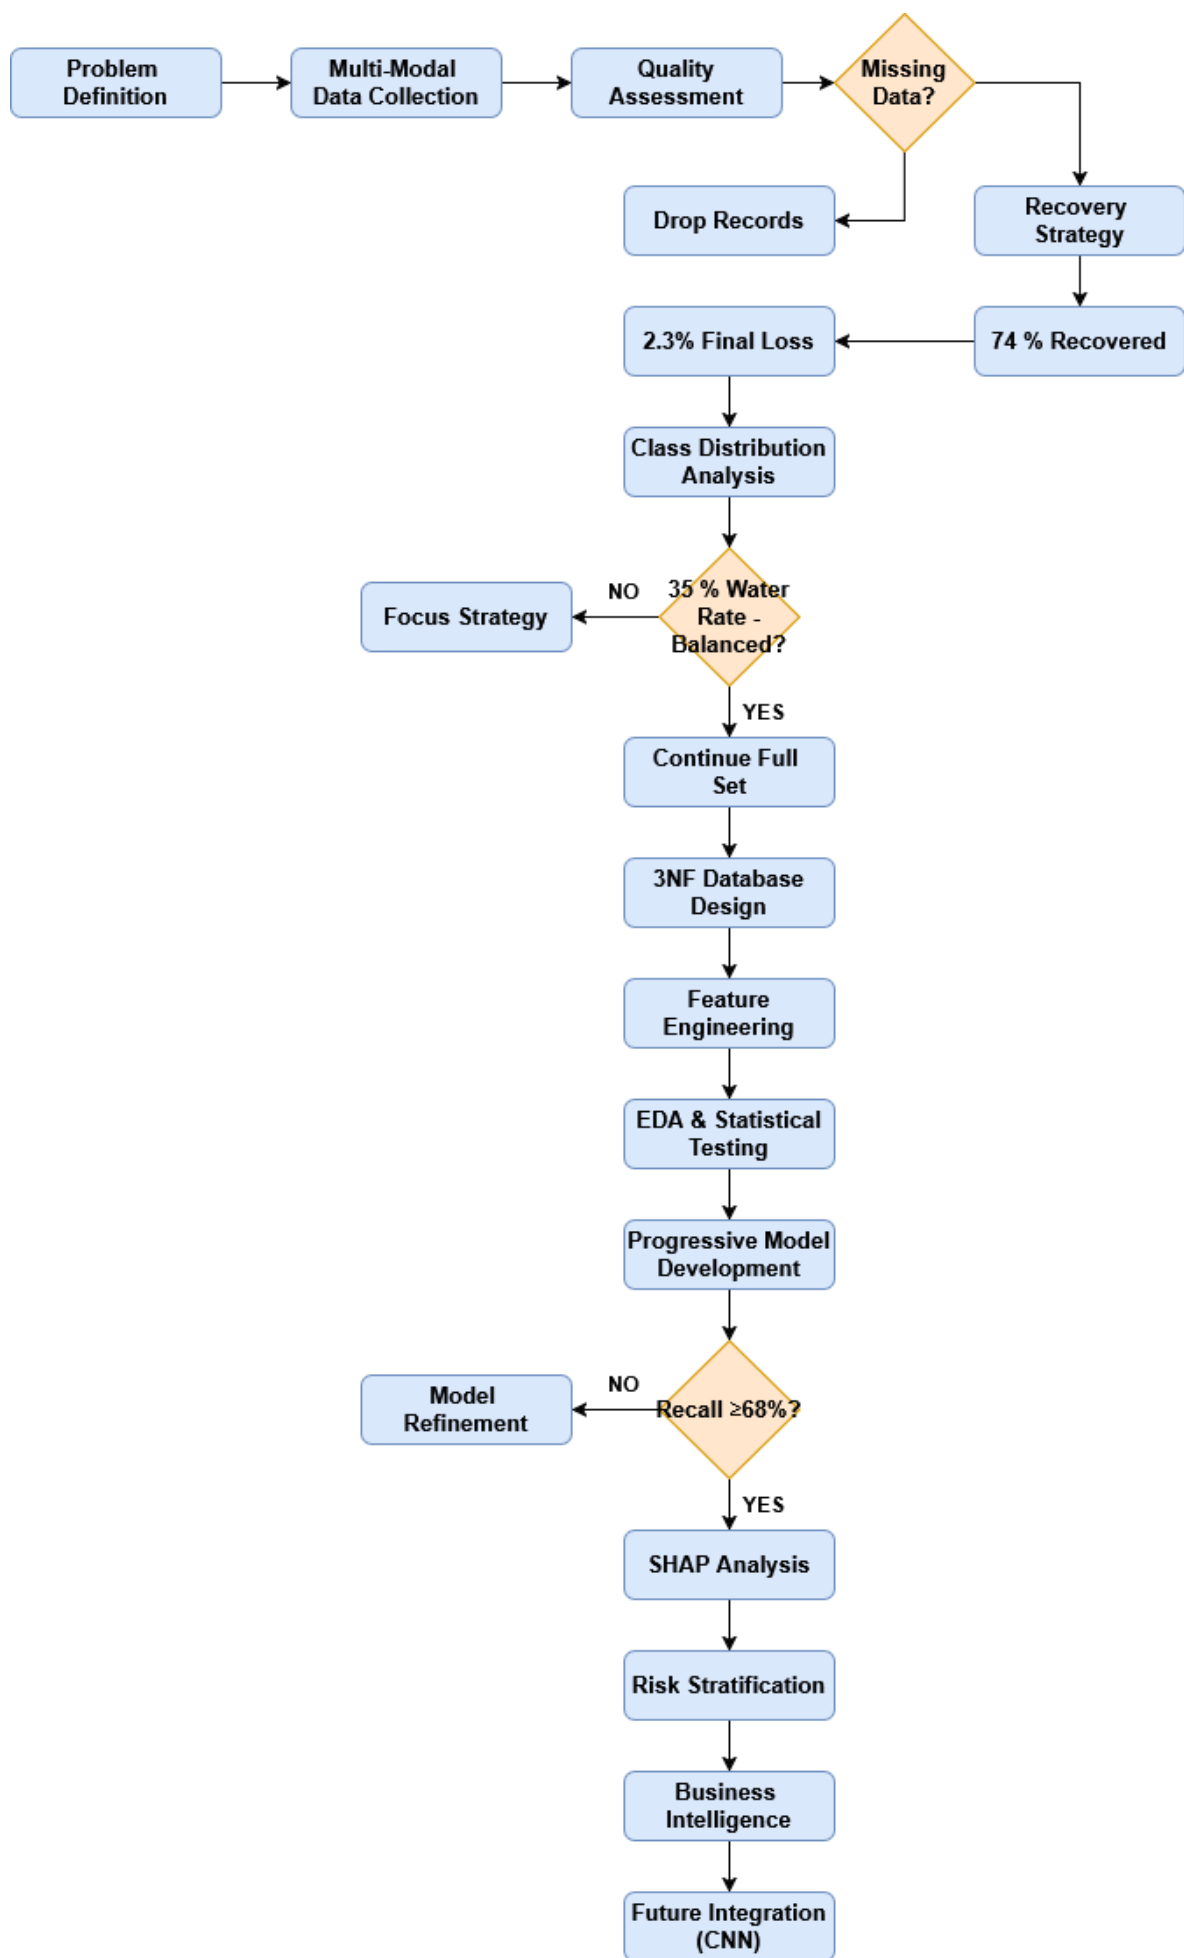 Problem
Definition
Multi-Modal
Data Collection
Quality
Assessment
Missing
Data?
Drop Records
Recovery
Strategy
2.3% Final Loss
74 % Recovered
Class Distribution
Analysis
35 % Water
Rate -
Balanced?
NO
Focus Strategy
YES
Continue Full
Set
3NF Database
Design
Feature
Engineering
EDA & Statistical
Testing
Progressive Model
Development
Recall ≥68%?
NO
Model
Refinement
YES
SHAP Analysis
Risk Stratification
Business
Intelligence
Future Integration
(CNN)